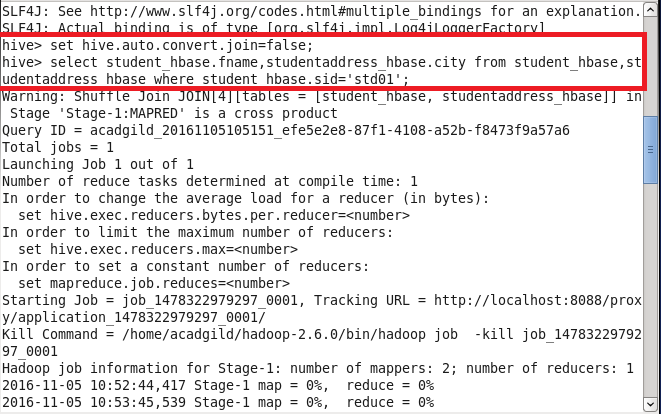 SLF4J: See http://www.slf4j.org/codes.html#multiple_bindings for an explanation.
SLF4J: Actual binding is of type [org.slf4j.impl.Log4jLoggerFactory]
hive> set hive.auto.convert.join=false;
hive> select student_hbase.fname,studentaddress_hbase.city from student_hbase,st
udentaddress_hbase where student_hbase.sid='std01';
Warning: Shuffle Join JOIN[4][tables = [student_hbase, studentaddress_hbase]] in
 Stage 'Stage-1:MAPRED' is a cross product
Query ID = acadgild_20161105105151_efe5e2e8-87f1-4108-a52b-f8473f9a57a6
Total jobs = 1
Launching Job 1 out of 1
Number of reduce tasks determined at compile time: 1
In order to change the average load for a reducer (in bytes):
  set hive.exec.reducers.bytes.per.reducer=<number>
In order to limit the maximum number of reducers:
  set hive.exec.reducers.max=<number>
In order to set a constant number of reducers:
  set mapreduce.job.reduces=<number>
Starting Job = job_1478322979297_0001, Tracking URL = http://localhost:8088/prox
y/application_1478322979297_0001/
Kill Command = /home/acadgild/hadoop-2.6.0/bin/hadoop job  -kill job_14783229792
97_0001
Hadoop job information for Stage-1: number of mappers: 2; number of reducers: 1
2016-11-05 10:52:44,417 Stage-1 map = 0%,  reduce = 0%
2016-11-05 10:53:45,539 Stage-1 map = 0%,  reduce = 0%